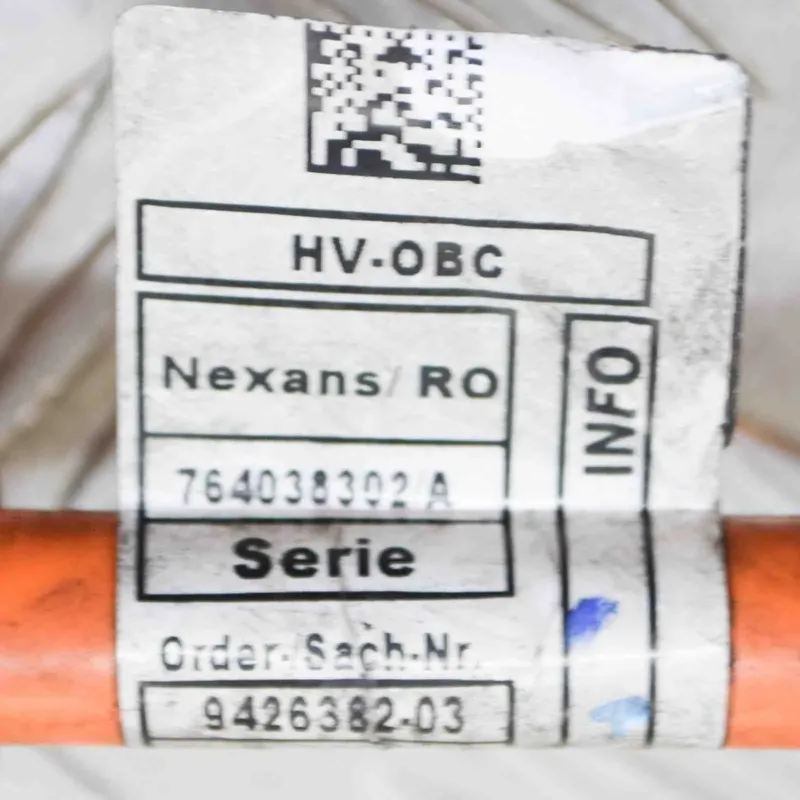 HV-OBC
Nexans/ RO
764038302/A
Serie
Order-/Sach-Nr.
9426382-03
INFO